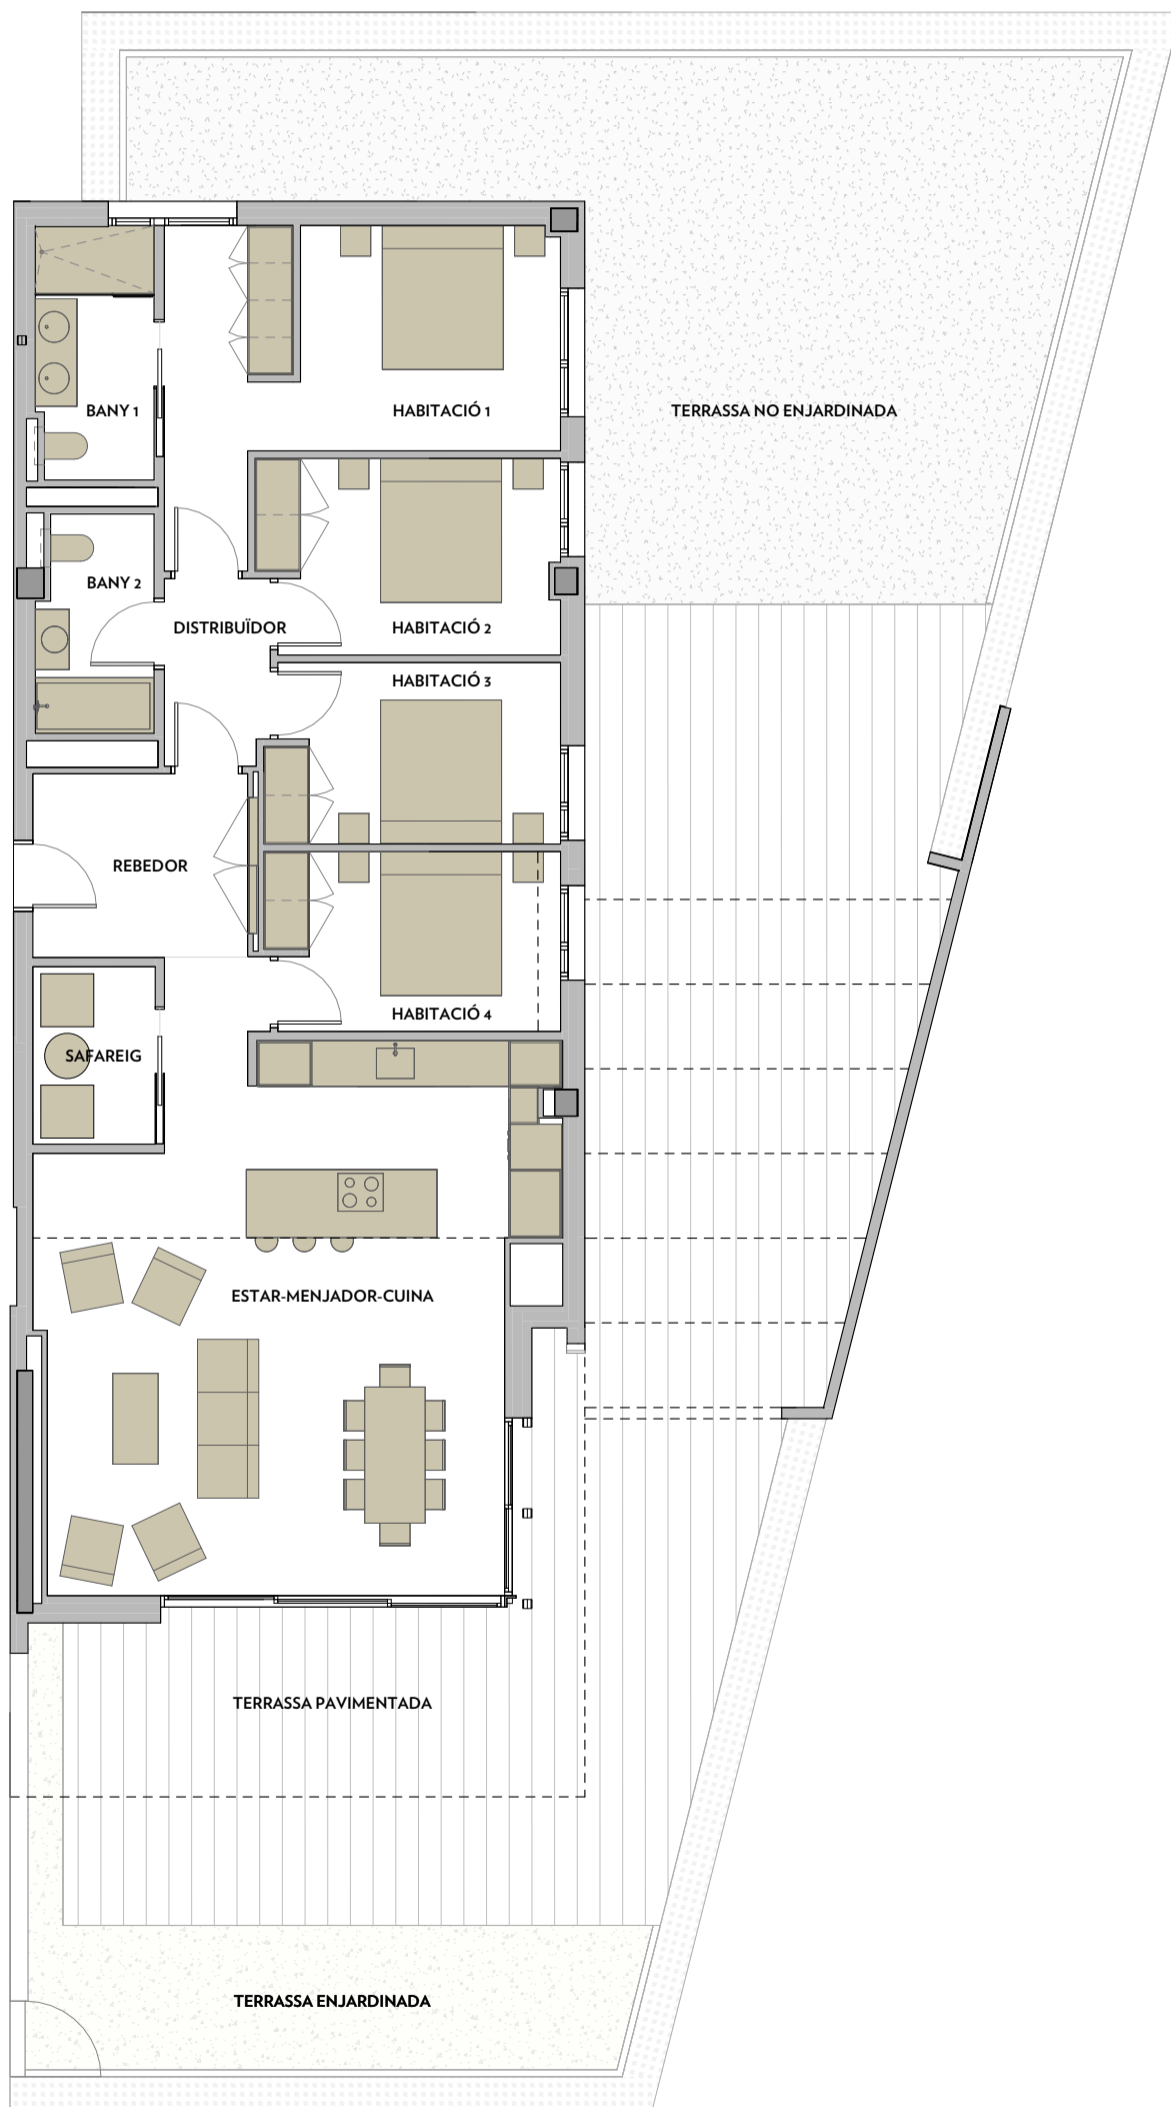 BANY 1
HABITACIÓ 1
TERRASSA NO ENJARDINADA
BANY 2
DISTRIBUÏDOR
HABITACIÓ 2
HABITACIÓ 3
REBEDOR
HABITACIÓ 4
SAFAREIG
ESTAR-MENJADOR-CUINA
TERRASSA PAVIMENTADA
TERRASSA ENJARDINADA